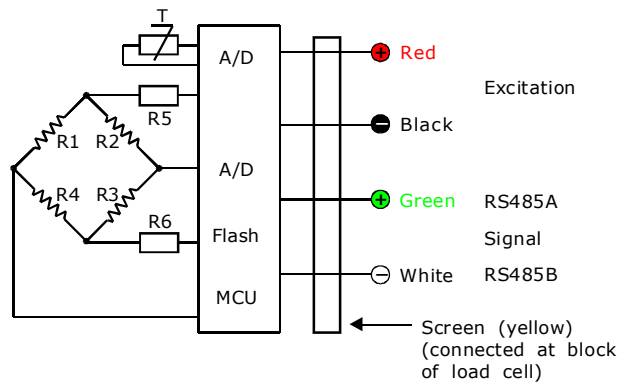 T
A/D
Red
Excitation
R5
Black
R1
R2
A/D
R4
R3
Green
RS485A
R6
Flash
Signal
White
RS485B
MCU
Screen (yellow)
(connected at block
of load cell)